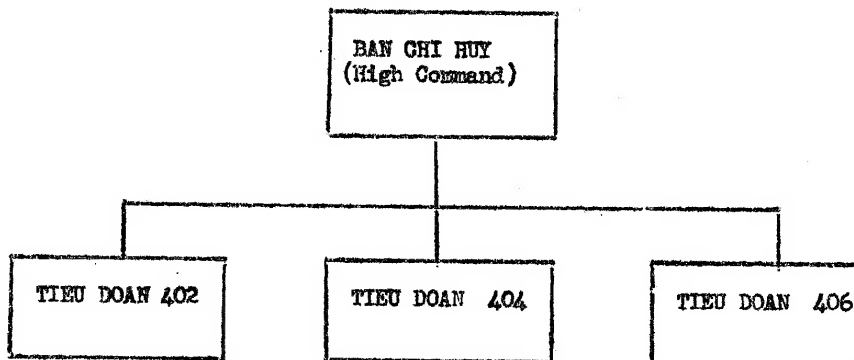 BAN CHI HUY
(High Command)
TIEU DOAN 402
TIEU DOAN 404
TIEU DOAN 406